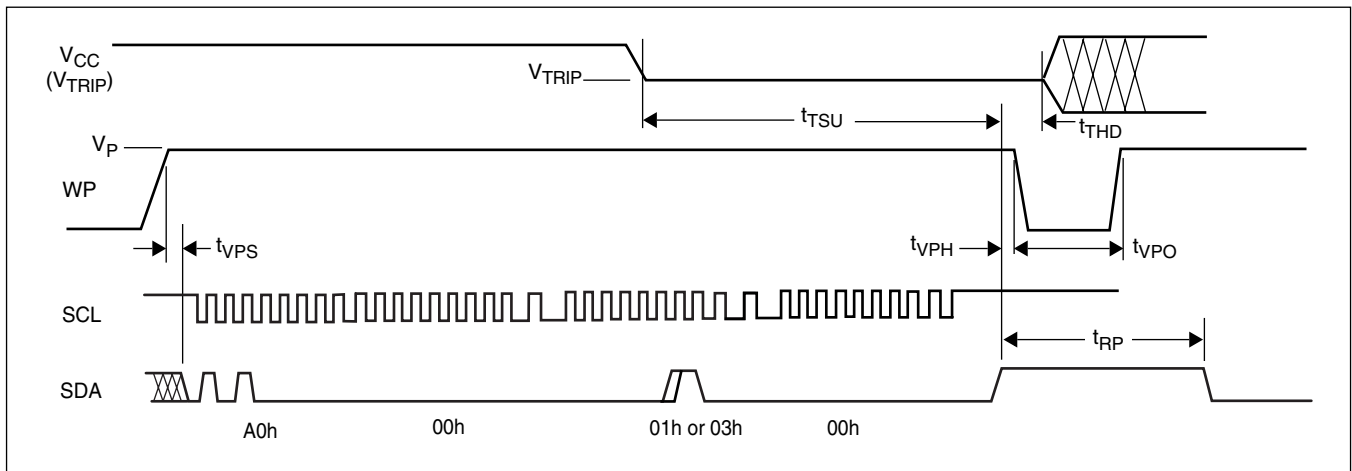 VCC
(VTRIP)
VTRIP
tTSU
tTHD
VP
WP
tVPS
tVPH
tVPO
SCL
tRP
SDA
A0h
00h
01h or 03h
00h